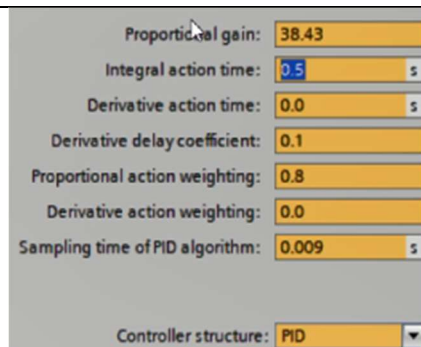 Proportional gain: 38.43
Integral action time: 0.5 s
Derivative action time: 0.0 s
Derivative delay coefficient: 0.1
Proportional action weighting: 0.8
Derivative action weighting: 0.0
Sampling time of PID algorithm: 0.009 s
Controller structure: PID